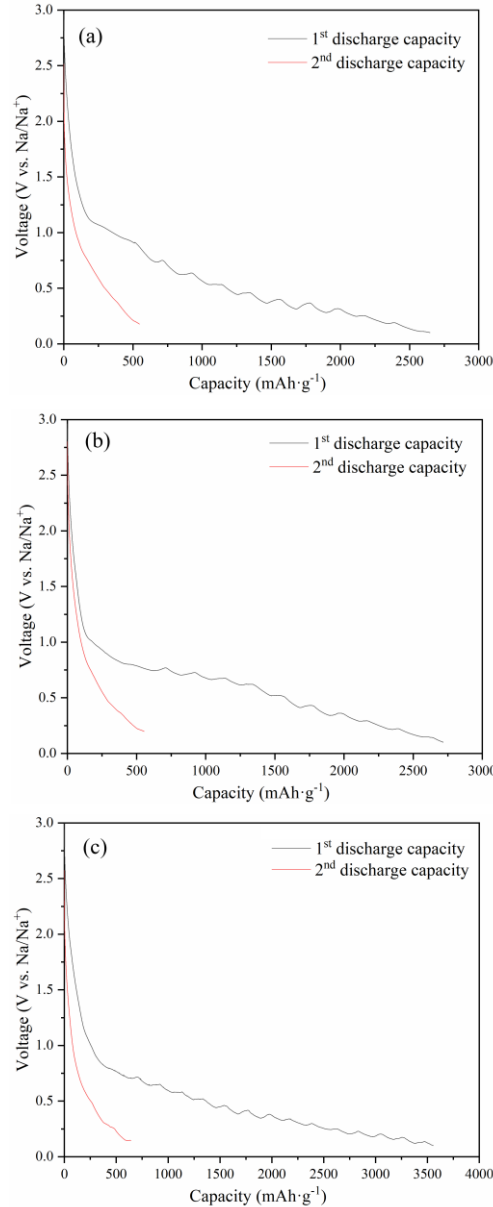 (a)
1st discharge capacity
2nd discharge capacity
3.0
2.5
2.0
1.5
1.0
0.5
0.0
Voltage (V vs. Na/Na+)
0 500 1000 1500 2000 2500 3000
Capacity (mAh·g-1)
(b)
1st discharge capacity
2nd discharge capacity
3.0
2.5
2.0
1.5
1.0
0.5
0.0
Voltage (V vs. Na/Na+)
0 500 1000 1500 2000 2500 3000
Capacity (mAh·g-1)
(c)
1st discharge capacity
2nd discharge capacity
3.0
2.5
2.0
1.5
1.0
0.5
0.0
Voltage (V vs. Na/Na+)
0 500 1000 1500 2000 2500 3000 3500 4000
Capacity (mAh·g-1)